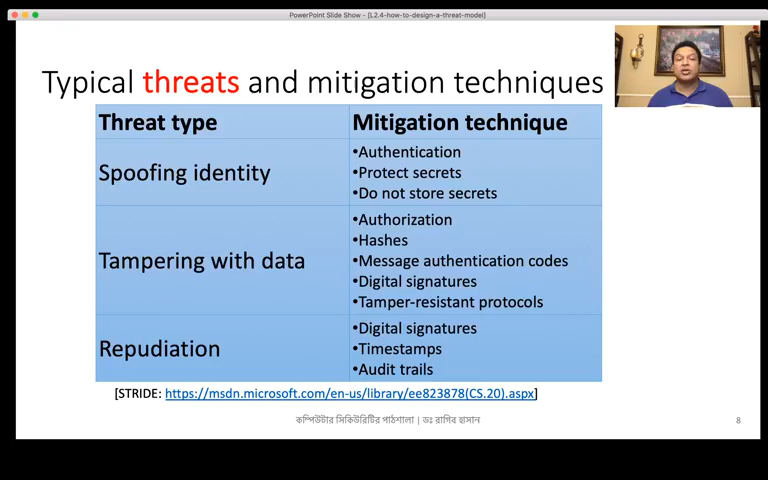 PowerPoint Slide Show - [L2.4-how-to-design-a-threat-model]
Typical threats and mitigation techniques
Threat type
Mitigation technique
Spoofing identity
•Authentication
•Protect secrets
•Do not store secrets
Tampering with data
•Authorization
•Hashes
•Message authentication codes
•Digital signatures
•Tamper-resistant protocols
Repudiation
•Digital signatures
•Timestamps
•Audit trails
[STRIDE: https://msdn.microsoft.com/en-us/library/ee823878(CS.20).aspx]
কম্পিউটার সিকিউরিটির পাঠশালা | ডঃ রাগিব হাসান
8